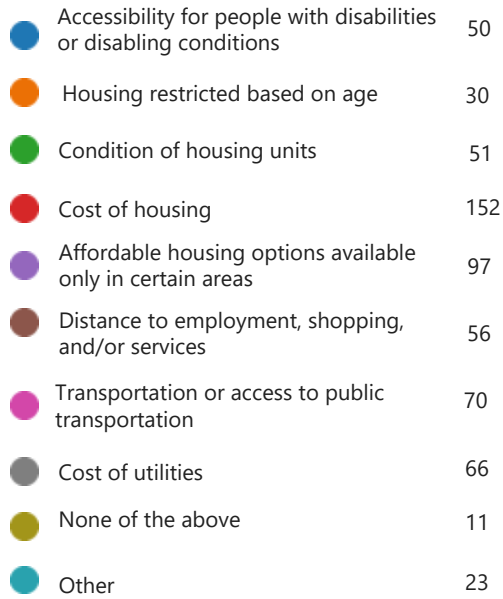 Accessibility for people with disabilities
or disabling conditions 50
Housing restricted based on age 30
Condition of housing units 51
Cost of housing 152
Affordable housing options available
only in certain areas 97
Distance to employment, shopping,
and/or services 56
Transportation or access to public
transportation 70
Cost of utilities 66
None of the above 11
Other 23